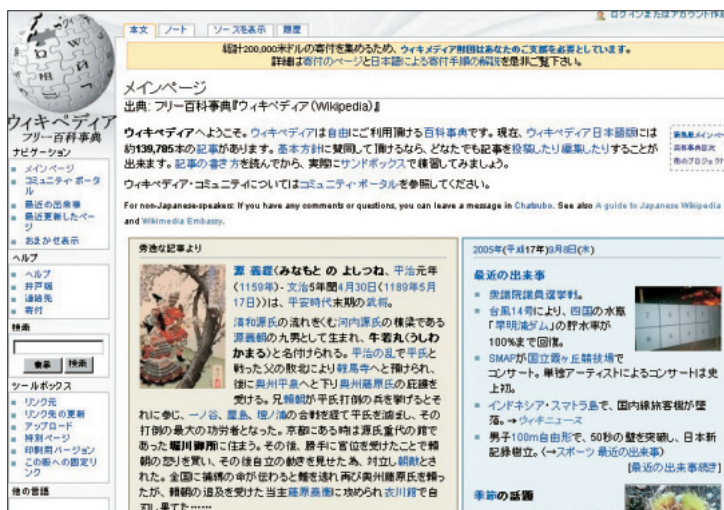 ログインまたはアカウント作成
本文
ノート
ソースを表示
履歴
総計200,000米ドルの寄付を集めるため、ウィキメディア財団はあなたのご支援を必要としています。
詳細は寄付のページと日本語による寄付手順の解説を是非ご覧下さい。
メインページ
出典: フリー百科事典『ウィキペディア(Wikipedia)』
ウィキペディアへようこそ。ウィキペディアは自由にご利用頂ける百科事典です。現在、ウィキペディア日本語版には
約139,785本の記事があります。基本方針に賛同して頂けるなら、どなたでも記事を投稿したり編集したりすることが
出来ます。記事の書き方を読んでから、実際にサンドボックスで練習してみましょう。
ウィキペディア・コミュニティについてはコミュニティ・ポータルを参照してください。
For non-Japanese-speakers: If you have any comments or questions, you can leave a message in Chatsubo. See also A guide to Japanese Wikipedia
and Wikimedia Embassy.
ウィキペディア
フリー百科事典
ナビゲーション
メインページ
コミュニティ・ポータ
ル
最近の出来事
最近更新したペー
ジ
おまかせ表示
ヘルプ
ヘルプ
井戸端
連絡先
寄付
検索
表示
検索
ツールボックス
リンク元
リンク先の更新
アップロード
特別ページ
印刷用バージョン
この版への固定リ
ンク
他の言語
秀逸な記事より
源 義経(みなもと の よしつね、平治元年
(1159年) - 文治5年閏4月30日(1189年6月
17日))は、平安時代末期の武将。
清和源氏の流れをくむ河内源氏の棟梁である
源義朝の九男として生まれ、牛若丸(うしわ
かまる)と名付けられる。平治の乱で平氏と
戦った父の敗北により鞍馬寺へと預けられ、
後に奥州平泉へと下り奥州藤原氏の庇護を
受ける。兄頼朝が平氏打倒の兵を挙げるとそ
れに参じ、一ノ谷、屋島、壇ノ浦の合戦を経て平氏を滅ぼし、その
打倒の最大の功労者となった。京都にある時は源氏重代の館で
あった堀川御所に住まう。その後、勝手に官位を受けたことで頼
朝の怒りを買い、その後自立の動きを見せた為、対立し朝敵とさ
れた。全国に捕縛の命が伝わると難を逃れ再び奥州藤原氏を頼っ
たが、頼朝の追及を受けた当主藤原泰衡に攻められ衣川館で自
刃し果てた……
2005年(平成17年)9月8日(木)
最近の出来事
衆議院議員選挙戦。
台風14号により、四国の水瓶
「早明浦ダム」の貯水率が
100%まで回復。
SMAPが国立霞ヶ丘競技場で
コンサート。単独アーティストによるコンサートは史
上初。
インドネシア・スマトラ島で、国内線旅客機が墜
落。→ウィキニュース
男子100m自由形で、50秒の壁を突破し、日本新
記録樹立。(→スポーツ 最近の出来事)
[最近の出来事続き]
季節の話題